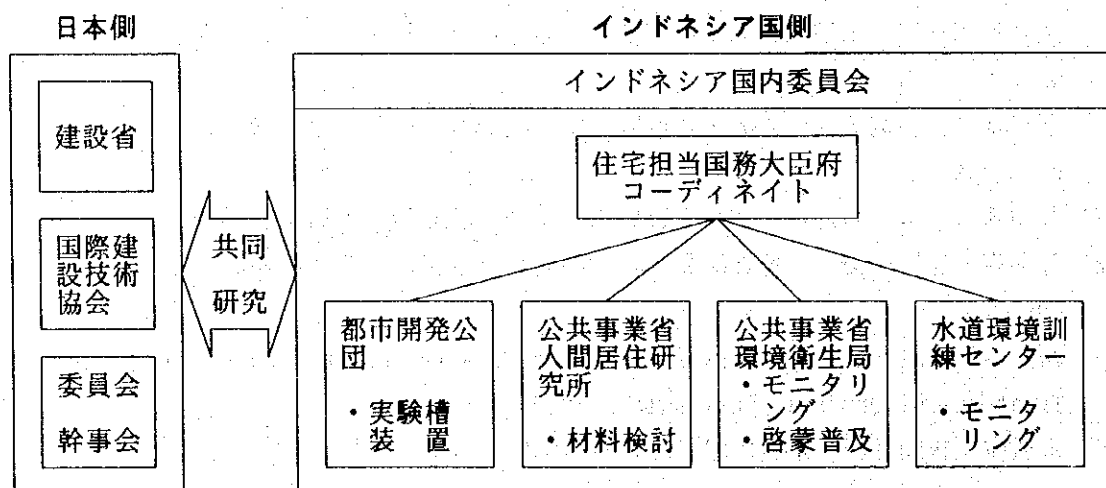 日本側
建設省
国際建
設技術
協会
委員会
幹事会
共同
研究
インドネシア国側
インドネシア国内委員会
住宅担当国務大臣府
コーディネイト
都市開発公
団
・実験槽
装　置
公共事業省
人間居住研
究所
・材料検討
公共事業省
環境衛生局
・モニタリ
ング
・啓蒙普及
水道環境訓
練センター
・モニタ
リング